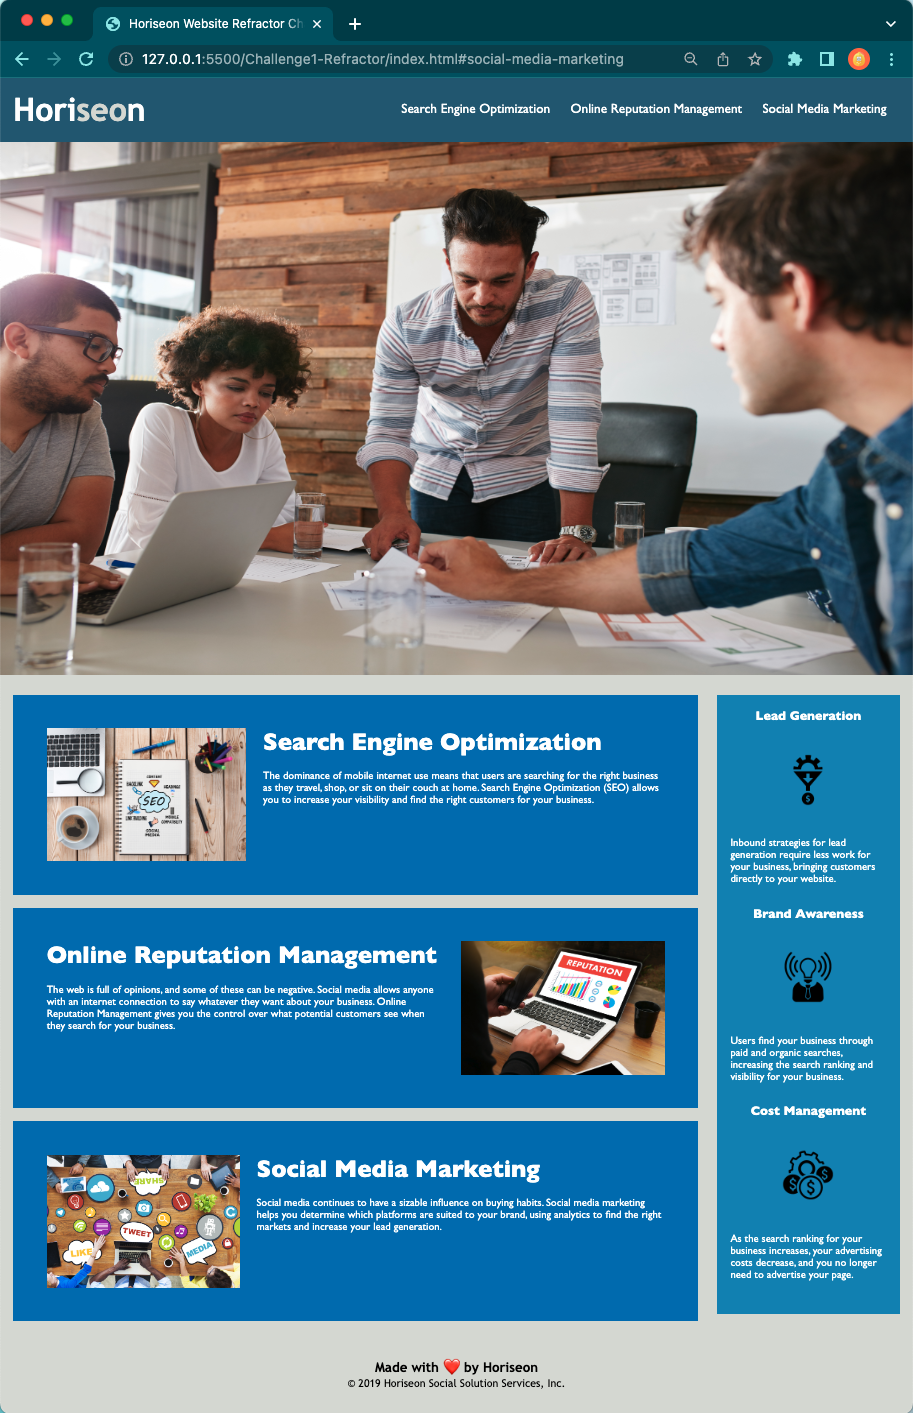 Horiseon Website Refractor Ch
127.0.0.1:5500/Challenge1-Refractor/index.html#social-media-marketing
Horiseon
Search Engine Optimization
Online Reputation Management
Social Media Marketing
SEO
Search Engine Optimization
The dominance of mobile internet use means that users are searching for the right business
as they travel, shop, or sit on their couch at home. Search Engine Optimization (SEO) allows
you to increase your visibility and find the right customers for your business.
Online Reputation Management
The web is full of opinions, and some of these can be negative. Social media allows anyone
with an internet connection to say whatever they want about your business. Online
Reputation Management gives you the control over what potential customers see when
they search for your business.
REPUTATION
SHARE
TWEET
LIKE
MEDIA
Social Media Marketing
Social media continues to have a sizable influence on buying habits. Social media marketing
helps you determine which platforms are suited to your brand, using analytics to find the right
markets and increase your lead generation.
Lead Generation
Inbound strategies for lead
generation require less work for
your business, bringing customers
directly to your website.
Brand Awareness
Users find your business through
paid and organic searches,
increasing the search ranking and
visibility for your business.
Cost Management
As the search ranking for your
business increases, your advertising
costs decrease, and you no longer
need to advertise your page.
Made with ❤️ by Horiseon
© 2019 Horiseon Social Solution Services, Inc.